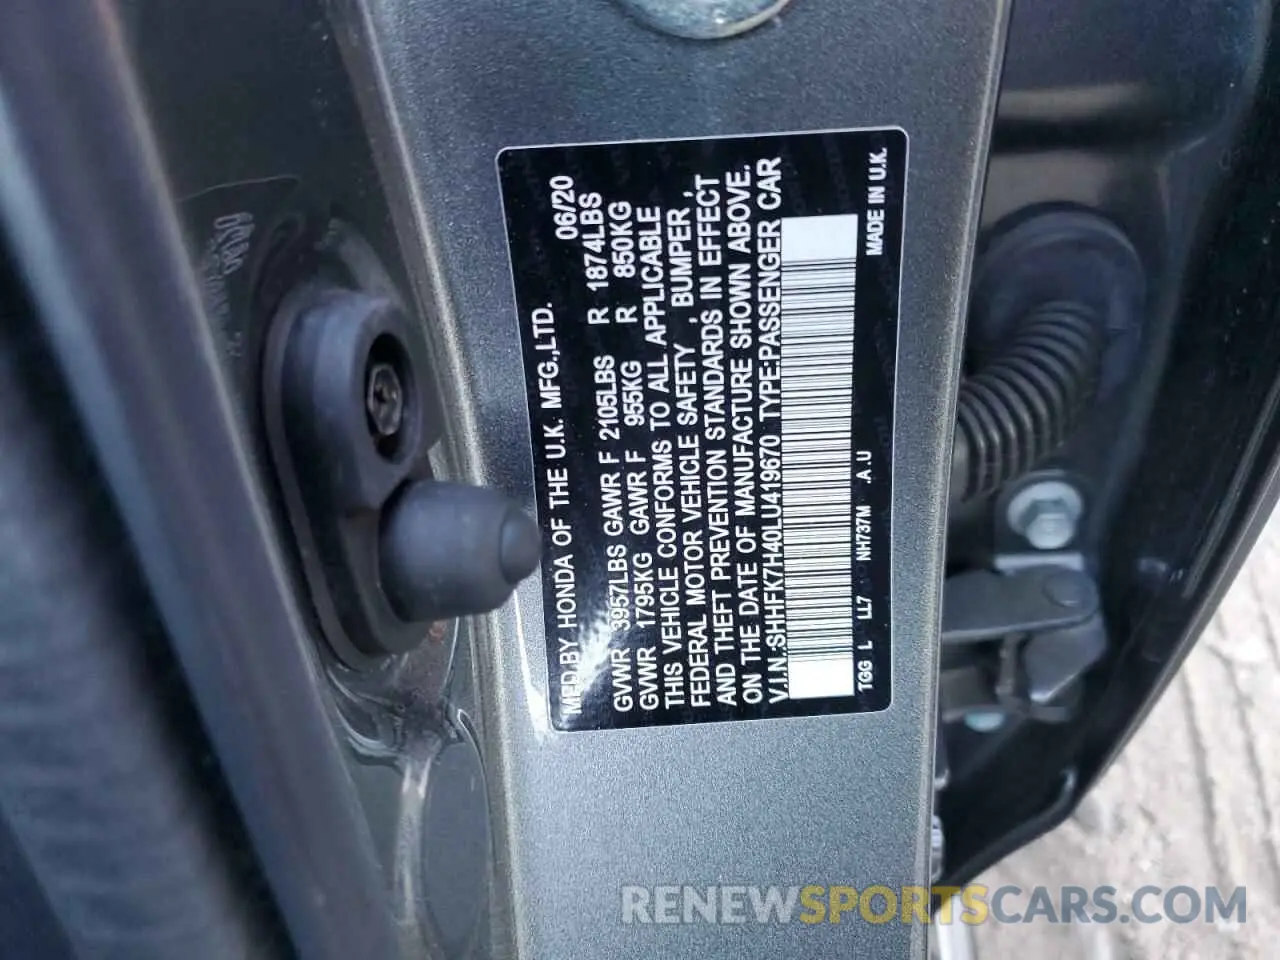 MFD.BY HONDA OF THE U.K. MFG.,LTD. 06/20
GVWR 3957LBS GAWR F 2105LBS R 1874LBS
GVWR 1795KG GAWR F 955KG R 850KG
THIS VEHICLE CONFORMS TO ALL APPLICABLE
FEDERAL MOTOR VEHICLE SAFETY , BUMPER ,
AND THEFT PREVENTION STANDARDS IN EFFECT
ON THE DATE OF MANUFACTURE SHOWN ABOVE.
V.I.N.:SHHFK7H40LU419670 TYPE:PASSENGER CAR
TGG L LL7 NH737M .A.U MADE IN U.K.
RENEWSPORTSCARS.COM